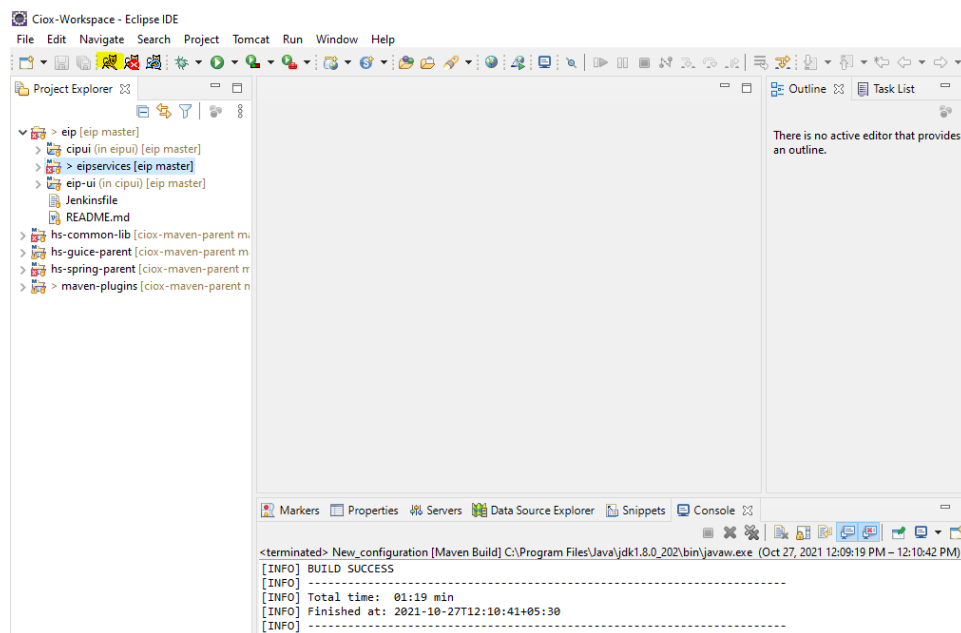 Ciox-Workspace - Eclipse IDE
File Edit Navigate Search Project Tomcat Run Window Help
Project Explorer
> eip [eip master]
cipui (in eipui) [eip master]
> eipservices [eip master]
eip-ui (in cipui) [eip master]
Jenkinsfile
README.md
hs-common-lib [ciox-maven-parent
hs-guice-parent [ciox-maven-parent
hs-spring-parent [ciox-maven-parent
> maven-plugins [ciox-maven-parent
Outline Task List
There is no active editor that provides
an outline.
Markers Properties Servers Data Source Explorer Snippets Console
<terminated> New_configuration [Maven Build] C:\Program Files\Java\jdk1.8.0_202\bin\javaw.exe (Oct 27, 2021 12:09:19 PM – 12:10:42 PM)
[INFO] BUILD SUCCESS
[INFO] ------------------------------------------------------------------------
[INFO] Total time: 01:19 min
[INFO] Finished at: 2021-10-27T12:10:41+05:30
[INFO] ------------------------------------------------------------------------